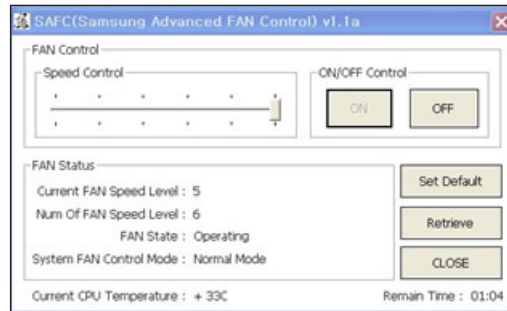 SAFC(Samsung Advanced FAN Control) v1.1a
FAN Control
Speed Control
ON/OFF Control
ON
OFF
FAN Status
Current FAN Speed Level : 5
Num Of FAN Speed Level : 6
FAN State : Operating
System FAN Control Mode : Normal Mode
Set Default
Retrieve
CLOSE
Current CPU Temperature : + 33C
Remain Time : 01:04